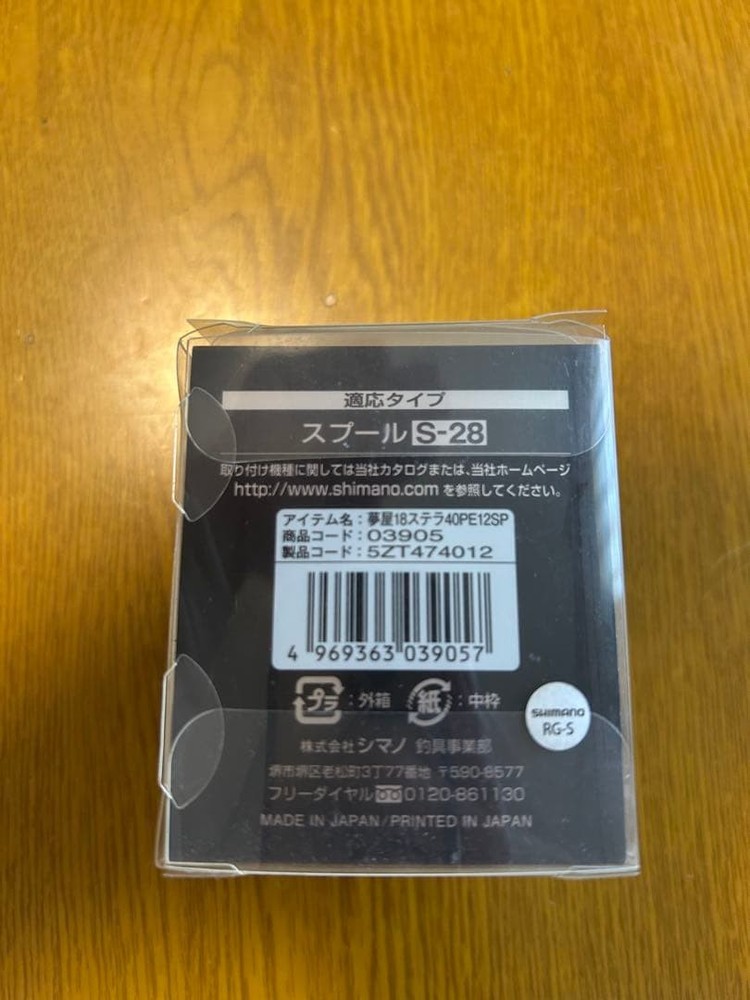 適応タイプ
スプール S-28
取り付け機種に関しては当社カタログまたは、当社ホームページ
http://www.shimano.com を参照してください。
アイテム名：夢屋18ステラ40PE12SP
商品コード：03905
製品コード：5ZT474012
4 969363 039057
プラ：外箱 紙：中枠
SHIMANO
RG-S
株式会社シマノ 釣具事業部
堺市堺区老松町3丁77番地 〒590-8577
フリーダイヤル 0120-861130
MADE IN JAPAN/PRINTED IN JAPAN